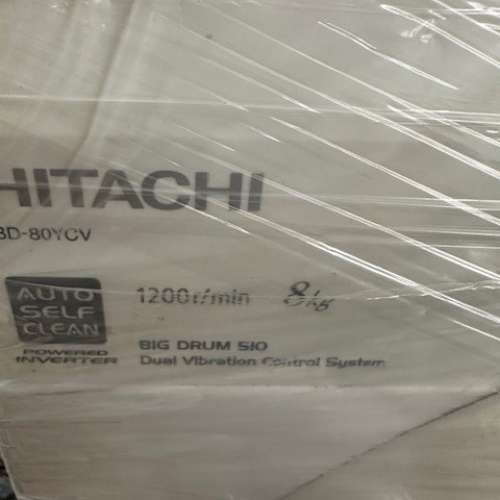 HITACHI
BD-80YCV
AUTO
SELF
CLEAN
POWERED
INVERTER
1200r/min 8kg
BIG DRUM 510
Dual Vibration Control System